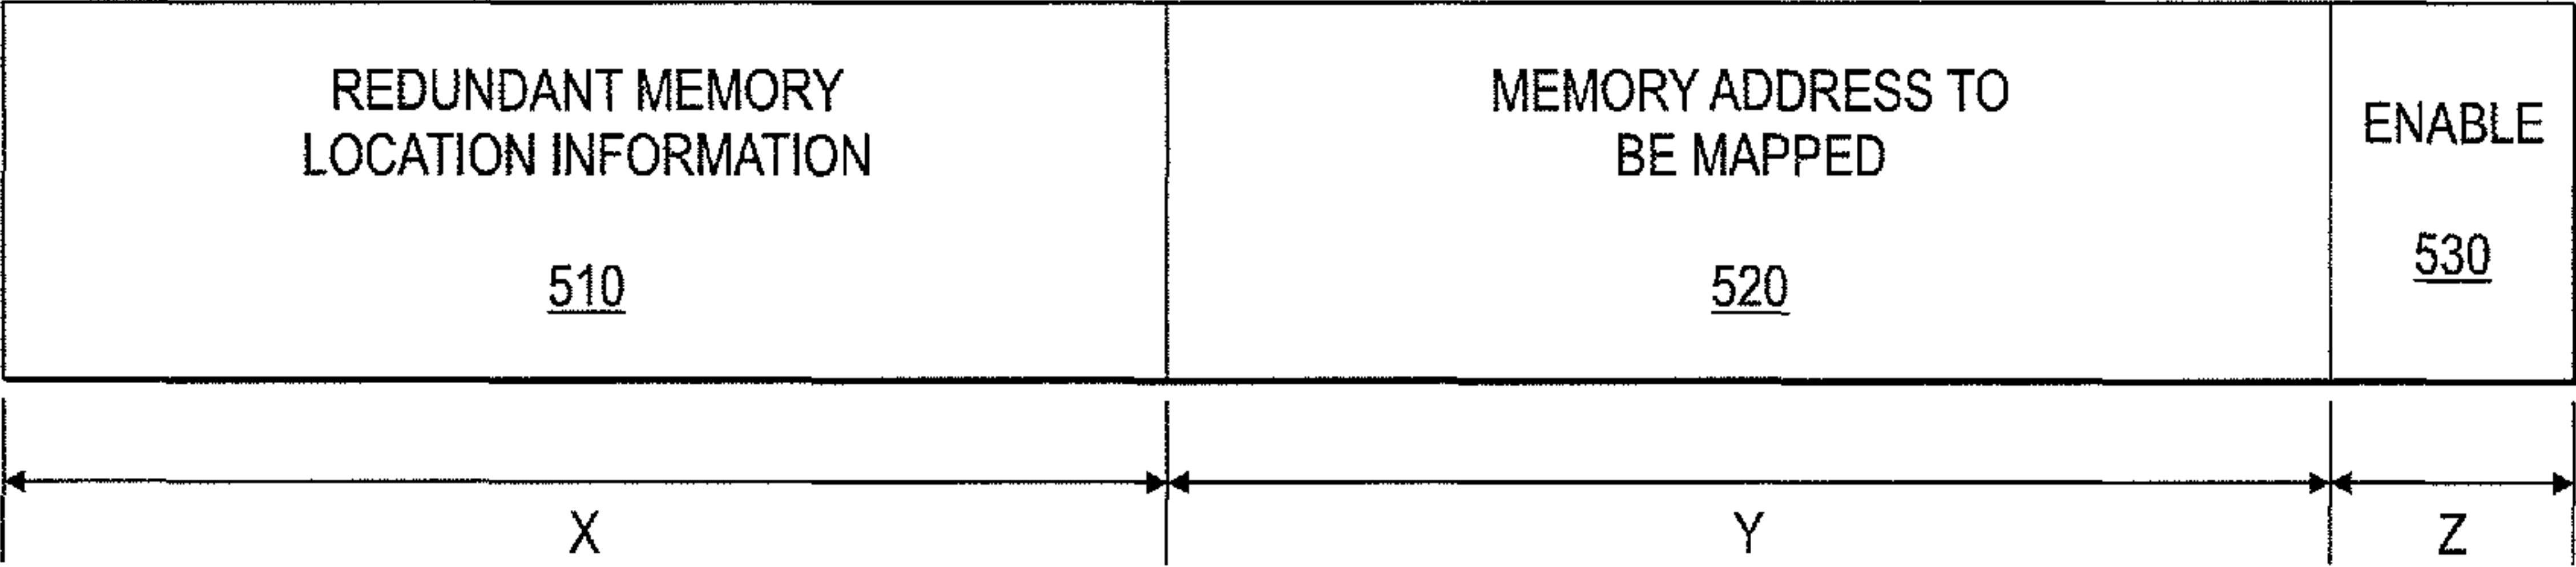 REDUNDANT MEMORY
LOCATION INFORMATION
510
MEMORY ADDRESS TO
BE MAPPED
520
ENABLE
530
X
Y
Z